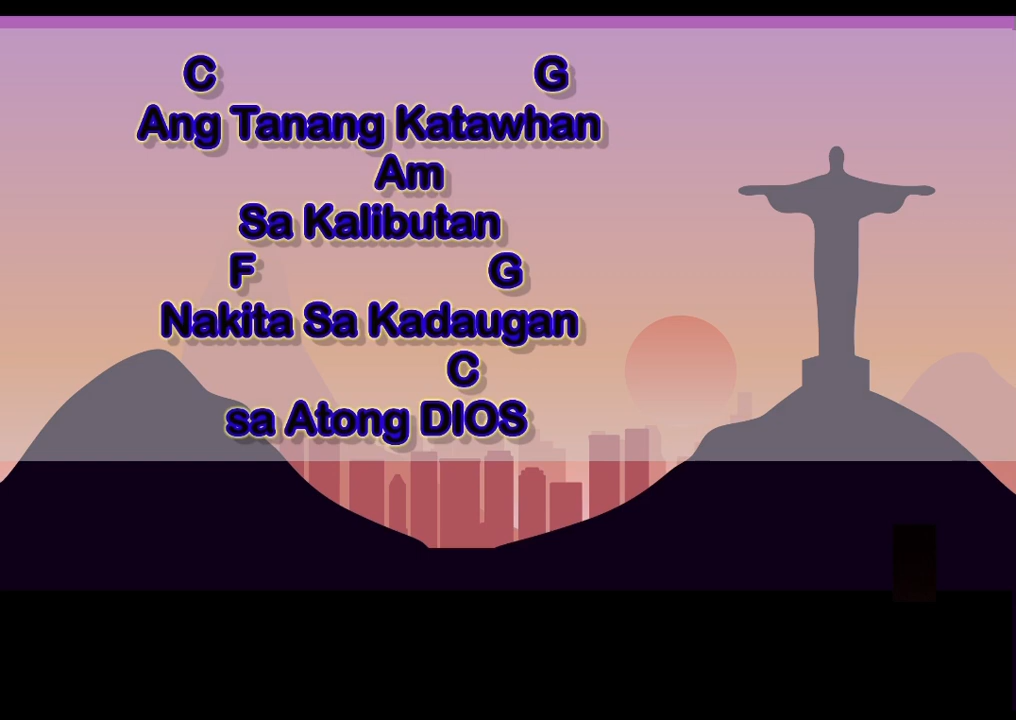 C G
Ang Tanang Katawhan
Am
Sa Kalibutan
F G
Nakita Sa Kadaugan
C
sa Atong DIOS